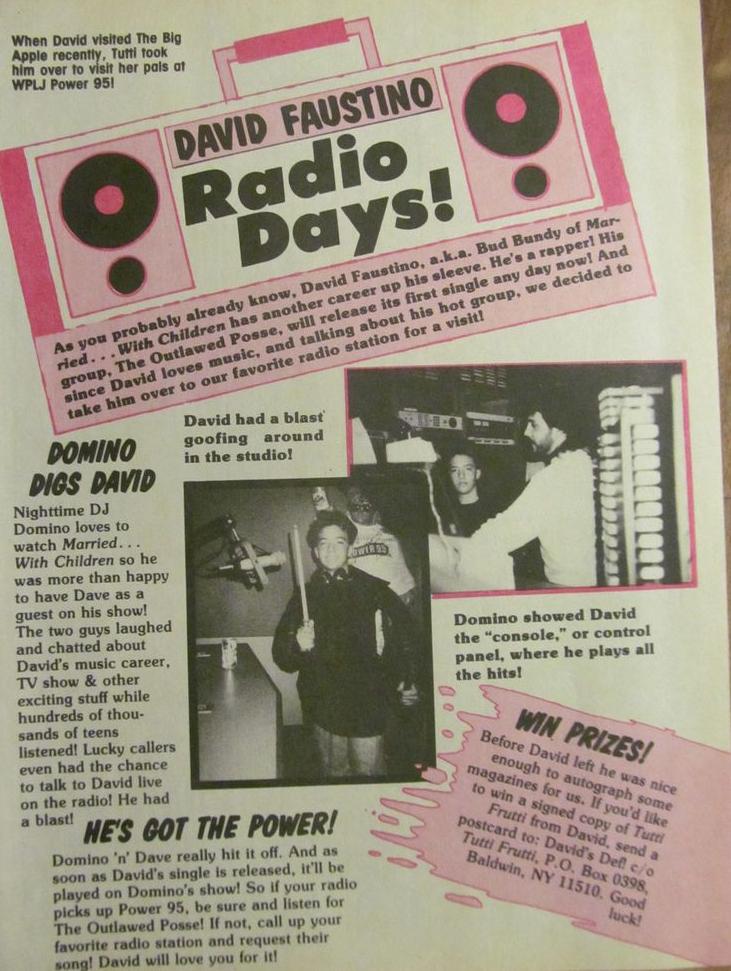 When David visited The Big
Apple recently, Tutti took
him over to visit her pals at
WPLJ Power 95!
DAVID FAUSTINO
Radio
Days!
As you probably already know, David Faustino, a.k.a. Bud Bundy of Mar-
ried...With Children has another career up his sleeve. He's a rapper! His
group, The Outlawed Posse, will release its first single any day now! And
since David loves music, and talking about his hot group, we decided to
take him over to our favorite radio station for a visit!
David had a blast
goofing around
in the studio!
DOMINO
DIGS DAVID
Nighttime DJ
Domino loves to
watch Married...
With Children so he
was more than happy
to have Dave as a
guest on his show!
The two guys laughed
and chatted about
David's music career,
TV show & other
exciting stuff while
hundreds of thou-
sands of teens
listened! Lucky callers
even had the chance
to talk to David live
on the radio! He had
a blast!
Domino showed David
the "console," or control
panel, where he plays all
the hits!
HE'S GOT THE POWER!
Domino 'n' Dave really hit it off. And as
soon as David's single is released, it'll be
played on Domino's show! So if your radio
picks up Power 95, be sure and listen for
The Outlawed Posse! If not, call up your
favorite radio station and request their
song! David will love you for it!
WIN PRIZES!
Before David left he was nice
enough to autograph some
magazines for us. If you'd like
to win a signed copy of Tutti
Frutti from David, send a
postcard to: David's Def! c/o
Tutti Frutti, P.O. Box 0398,
Baldwin, NY 11510. Good
luck!